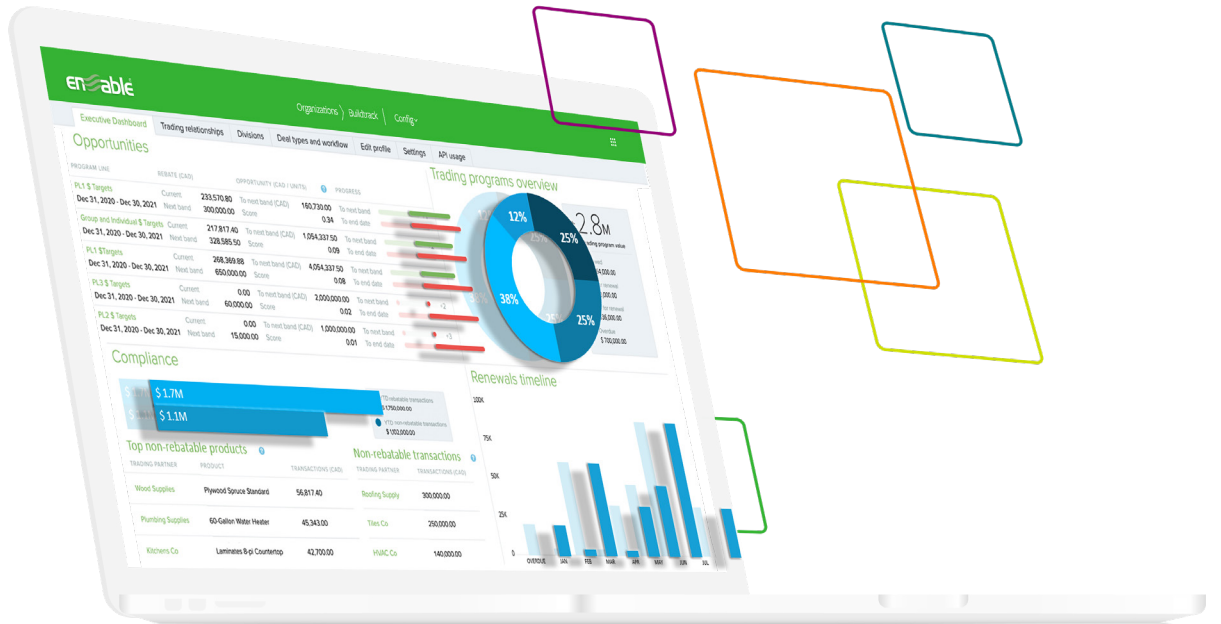 enable
Organizations > Buildtrack | Config
Executive Dashboard Trading relationships Divisions Deal types and workflow Edit profile Settings API usage
Opportunities
PROGRAM LINE REBATE (CAD) OPPORTUNITY (CAD / UNITS) ? PROGRESS
PL1 $ Targets Current 233,570.80 To next band (CAD) 160,730.00 To next band
Dec 31, 2020 - Dec 30, 2021 Next band 300,000.00 Score 0.34 To end date
Group and Individual $ Targets Current 217,817.40 To next band (CAD) 1,054,337.50 To next band
Dec 31, 2020 - Dec 30, 2021 Next band 328,585.50 Score 0.09 To end date
PL1 $Targets Current 268,369.88 To next band (CAD) 4,054,337.50 To next band
Dec 31, 2020 - Dec 30, 2021 Next band 650,000.00 Score 0.08 To end date
PL3 $ Targets Current 0.00 To next band (CAD) 2,000,000.00 To next band
Dec 31, 2020 - Dec 30, 2021 Next band 60,000.00 Score 0.02 To end date
PL2 $ Targets Current 0.00 To next band (CAD) 1,000,000.00 To next band
Dec 31, 2020 - Dec 30, 2021 Next band 15,000.00 Score 0.01 To end date
Trading programs overview
12%
25%
38%
25%
2.8M
program value
$ 700,000.00
Compliance
$ 1.7M
$ 1.1M
YTD rebatable transactions
$ 1,750,000.00
YTD non-rebatable transactions
Top non-rebatable products ?
TRADING PARTNER PRODUCT TRANSACTIONS (CAD)
Wood Supplies Plywood Spruce Standard 56,817.40
Plumbing Supplies 60-Gallon Water Heater 45,343.00
Kitchens Co Laminates 8-pi Countertop 42,700.00
Non-rebatable transactions ?
TRADING PARTNER TRANSACTIONS (CAD)
Roofing Supply 300,000.00
Tiles Co 250,000.00
HVAC Co 140,000.00
Renewals timeline
100K
75K
50K
25K
0
OVERDUE JAN FEB MAR APR MAY JUN JUL